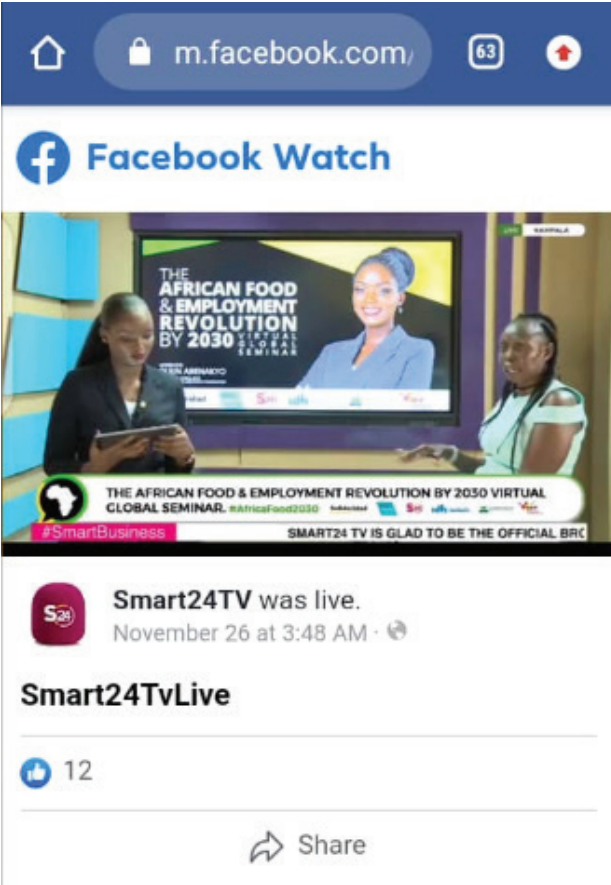 m.facebook.com/
63
Facebook Watch
LIVE KAMPALA
THE
AFRICAN FOOD
& EMPLOYMENT
REVOLUTION
BY 2030 VIRTUAL
GLOBAL
SEMINAR
THE AFRICAN FOOD & EMPLOYMENT REVOLUTION BY 2030 VIRTUAL
GLOBAL SEMINAR. #AfricaFood2030
#SmartBusiness SMART24 TV IS GLAD TO BE THE OFFICIAL BRC
S24
Smart24TV was live.
November 26 at 3:48 AM ·
Smart24TvLive
12
Share